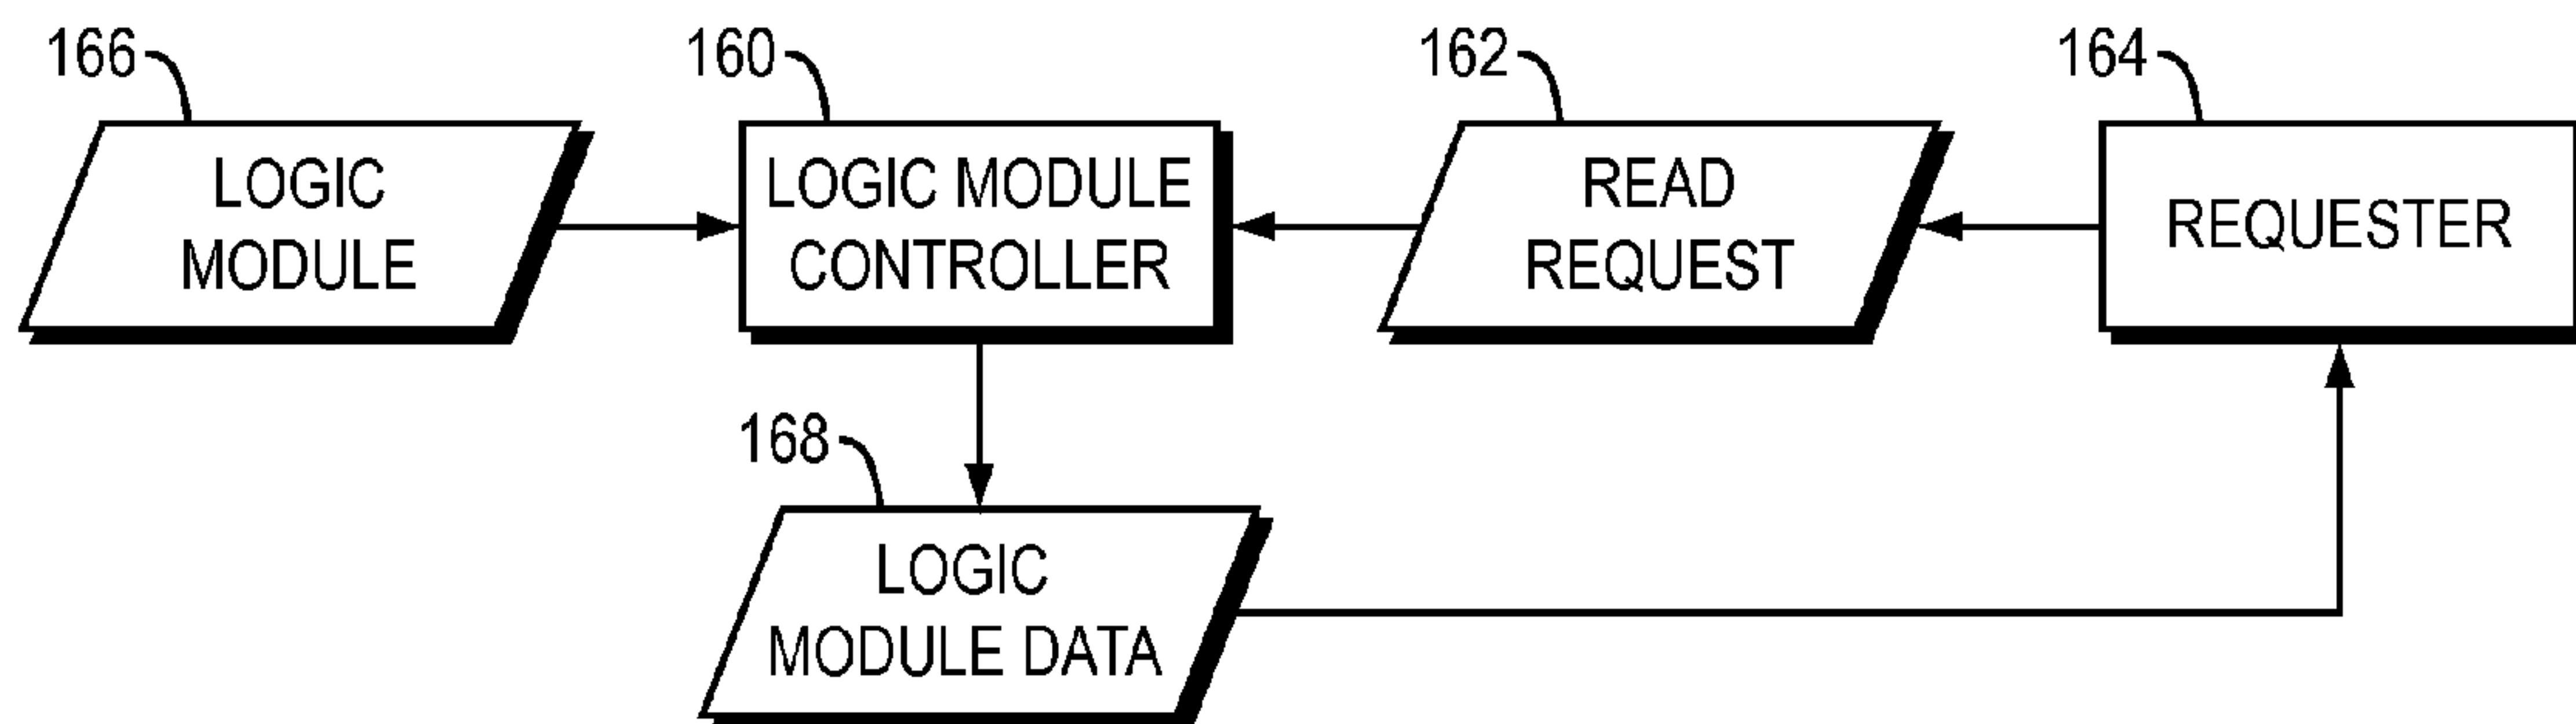 166
160
162
164
LOGIC
MODULE
LOGIC MODULE
CONTROLLER
READ
REQUEST
REQUESTER
168
LOGIC
MODULE DATA